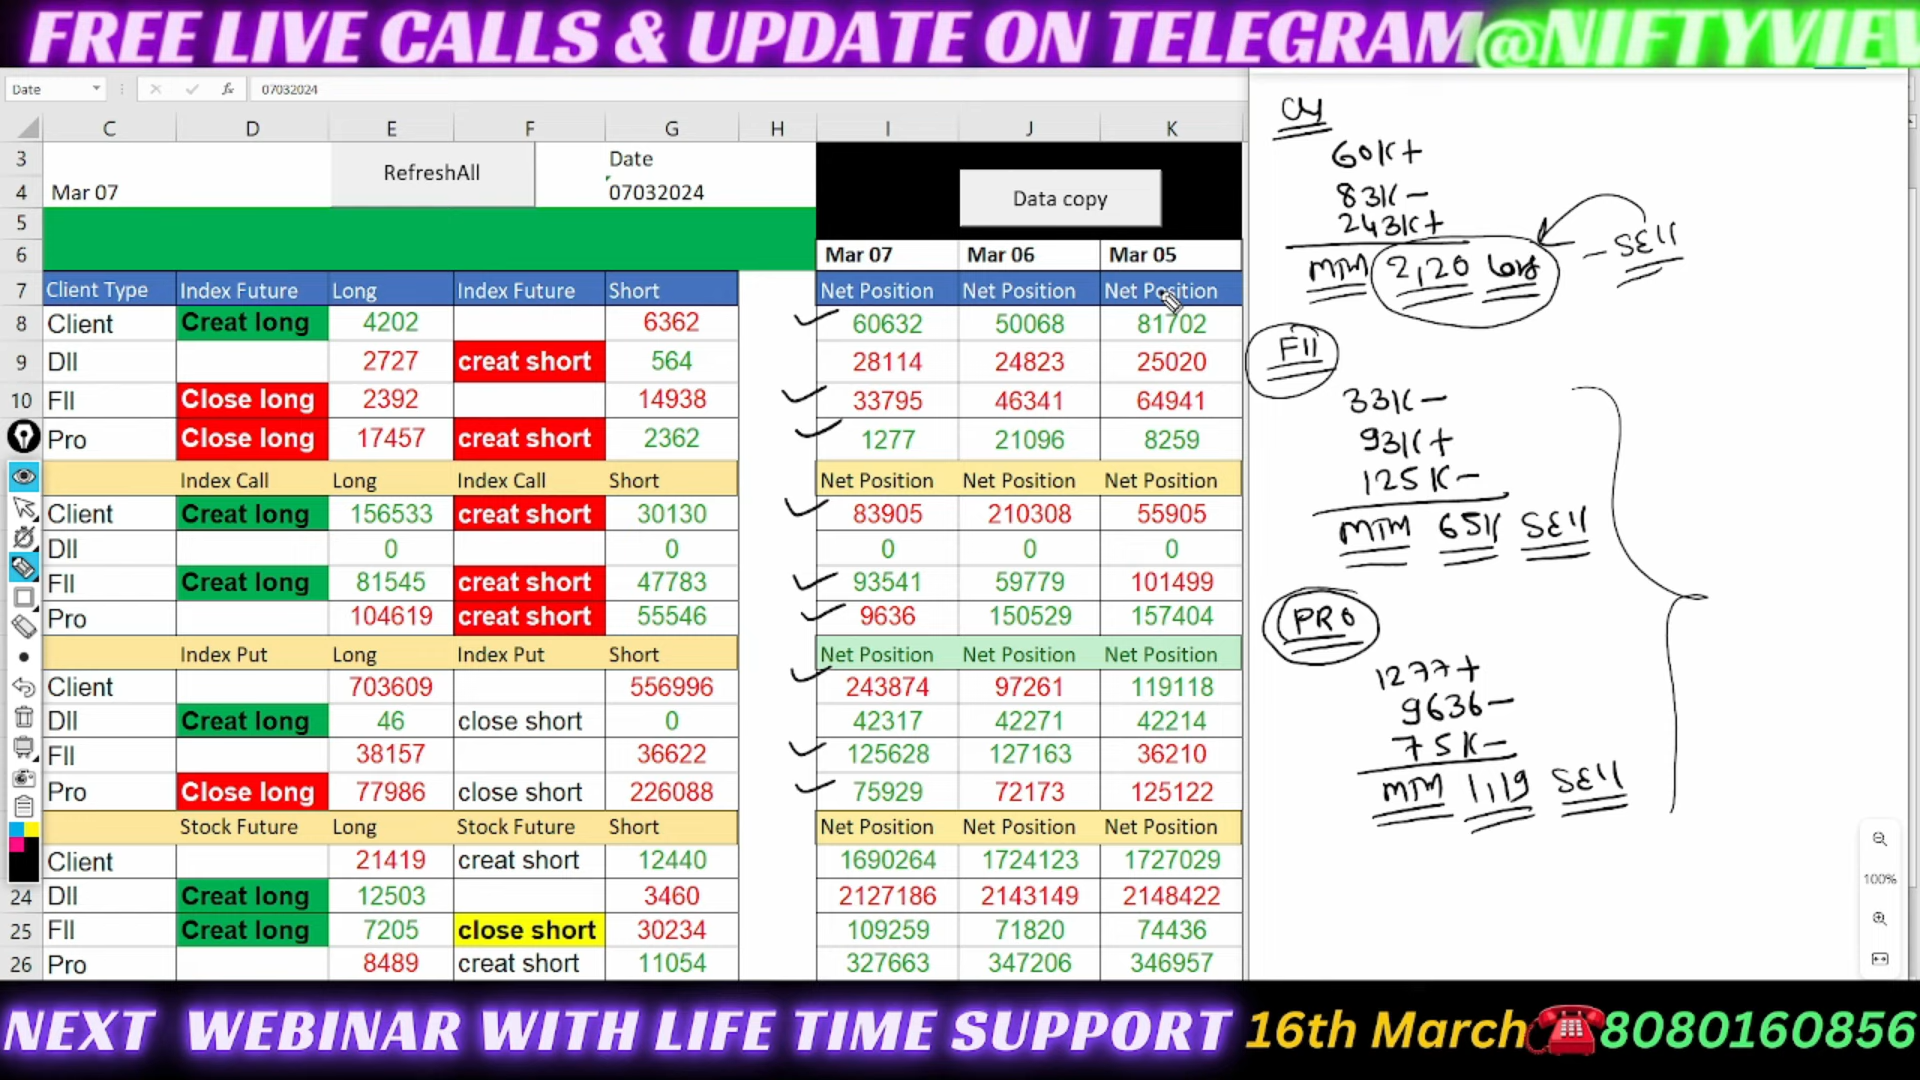 FREE LIVE CALLS & UPDATE ON TELEGRAM@NIFTYVIEW
Date 07032024
C D E F G H I J K
3 RefreshAll Date
4 Mar 07 07032024 Data copy
5
6 Mar 07 Mar 06 Mar 05
7 Client Type Index Future Long Index Future Short Net Position Net Position Net Position
8 Client Creat long 4202 6362 60632 50068 81702
9 DII 2727 creat short 564 28114 24823 25020
10 FII Close long 2392 14938 33795 46341 64941
Pro Close long 17457 creat short 2362 1277 21096 8259
Index Call Long Index Call Short Net Position Net Position Net Position
Client Creat long 156533 creat short 30130 83905 210308 55905
DII 0 0 0 0 0
FII Creat long 81545 creat short 47783 93541 59779 101499
Pro 104619 creat short 55546 9636 150529 157404
Index Put Long Index Put Short Net Position Net Position Net Position
Client 703609 556996 243874 97261 119118
DII Creat long 46 close short 0 42317 42271 42214
FII 38157 36622 125628 127163 36210
Pro Close long 77986 close short 226088 75929 72173 125122
Stock Future Long Stock Future Short Net Position Net Position Net Position
Client 21419 creat short 12440 1690264 1724123 1727029
24 DII Creat long 12503 3460 2127186 2143149 2148422
25 FII Creat long 7205 close short 30234 109259 71820 74436
26 Pro 8489 creat short 11054 327663 347206 346957
60K+
83K-
243K+
MTM 2,20 long - SEll
FII
33K-
93K+
125K-
MTM 65K SEll
PRO
1277+
9636-
75K-
MTM 1,19 SEll
100%
NEXT WEBINAR WITH LIFE TIME SUPPORT 16th March 8080160856